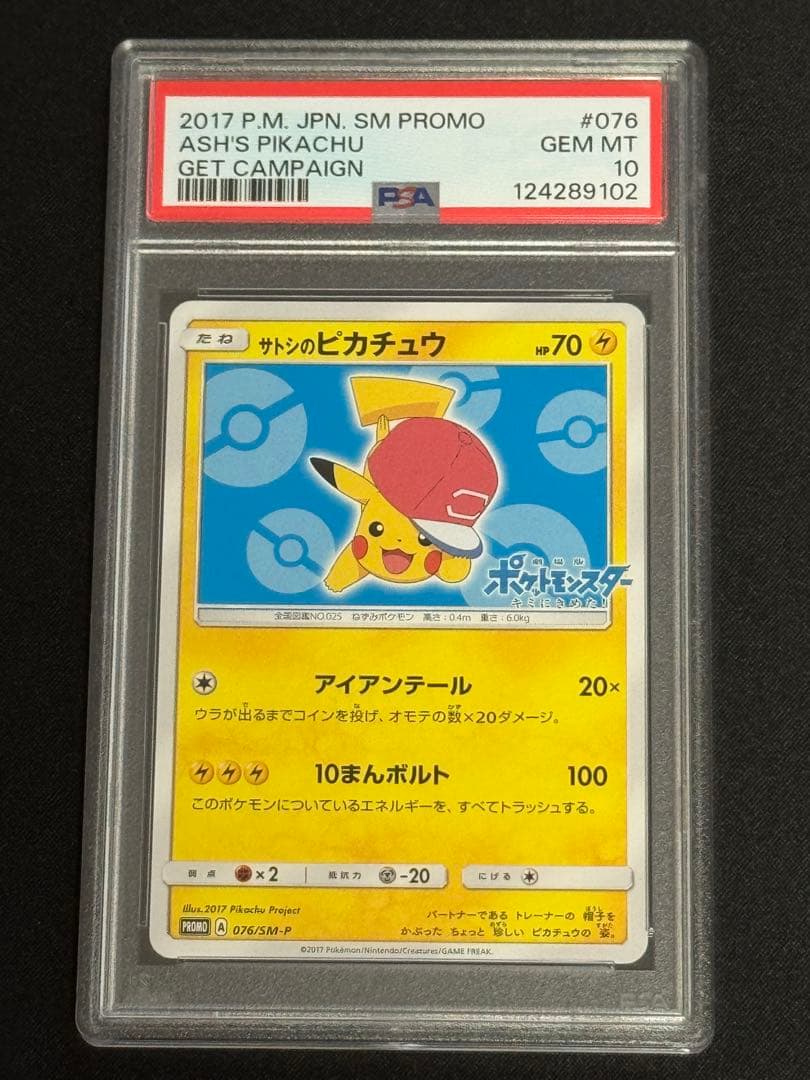 2017 P.M. JPN. SM PROMO #076
ASH'S PIKACHU GEM MT
GET CAMPAIGN 10
PSA 124289102
たね サトシのピカチュウ HP70
劇場版
ポケットモンスター
キミにきめた!
全国図鑑NO.025 ねずみポケモン 高さ:0.4m 重さ:6.0kg
アイアンテール 20×
ウラが出るまでコインを投げ、オモテの数×20ダメージ。
10まんボルト 100
このポケモンについているエネルギーを、すべてトラッシュする。
弱点 ×2 抵抗力 -20 にげる
Illus.2017 Pikachu Project
パートナーである トレーナーの 帽子を
かぶった ちょっと 珍しい ピカチュウの 姿。
PROMO A 076/SM-P
©2017 Pokémon/Nintendo/Creatures/GAME FREAK.
PSA